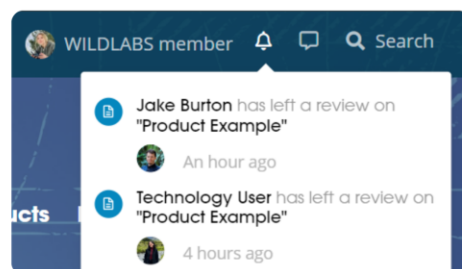 WILDLABS member
Search
Jake Burton has left a review on
"Product Example"
An hour ago
Technology User has left a review on
"Product Example"
4 hours ago
ucts